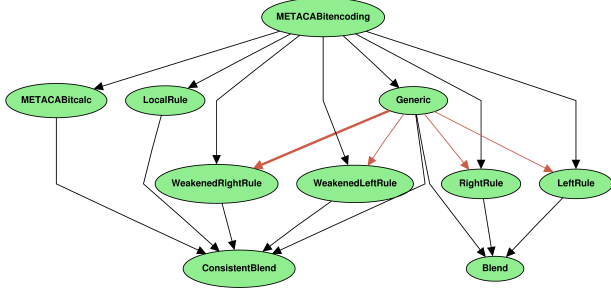 METACABitencoding
METACABitcalc
LocalRule
Generic
WeakenedRightRule
WeakenedLeftRule
RightRule
LeftRule
ConsistentBlend
Blend